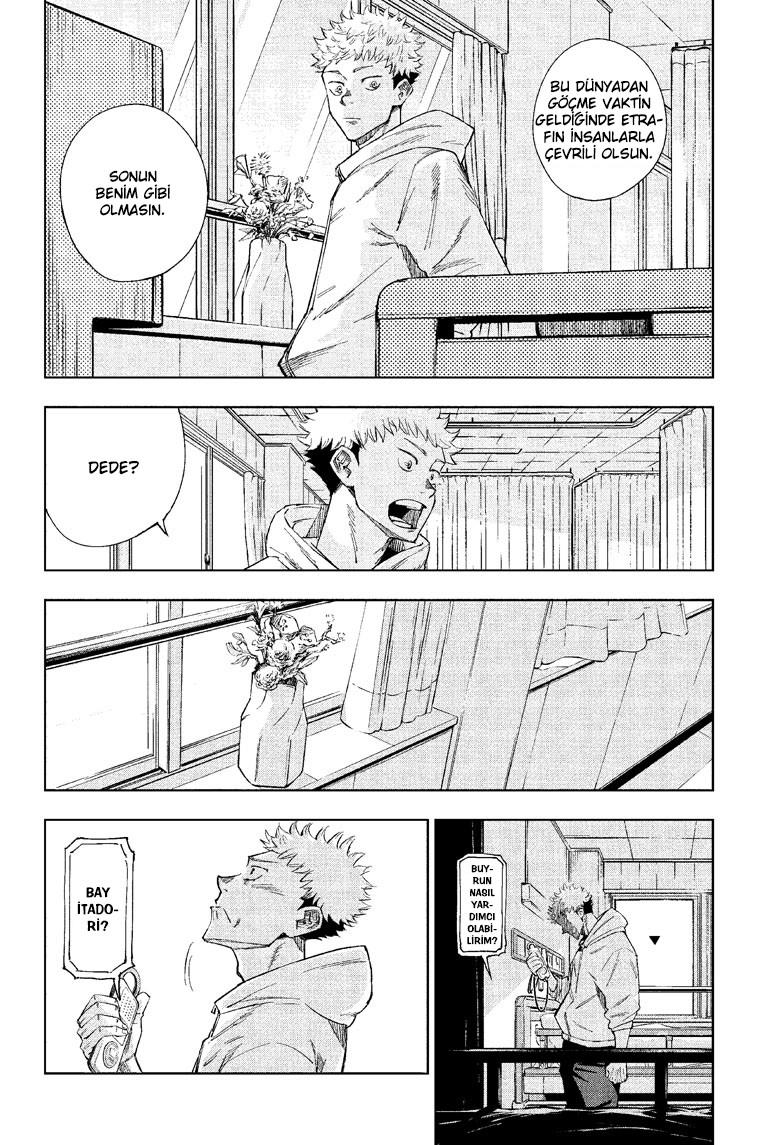 BU DÜNYADAN
GÖÇME VAKTİN
GELDİĞİNDE ETRA-
FIN İNSANLARLA
ÇEVRİLİ OLSUN.
SONUN
BENİM GİBİ
OLMASIN.
DEDE?
BUY-
RUN
NASIL
YAR-
DIMCI
OLABİ-
LİRİM?
BAY
İTADO-
Rİ?